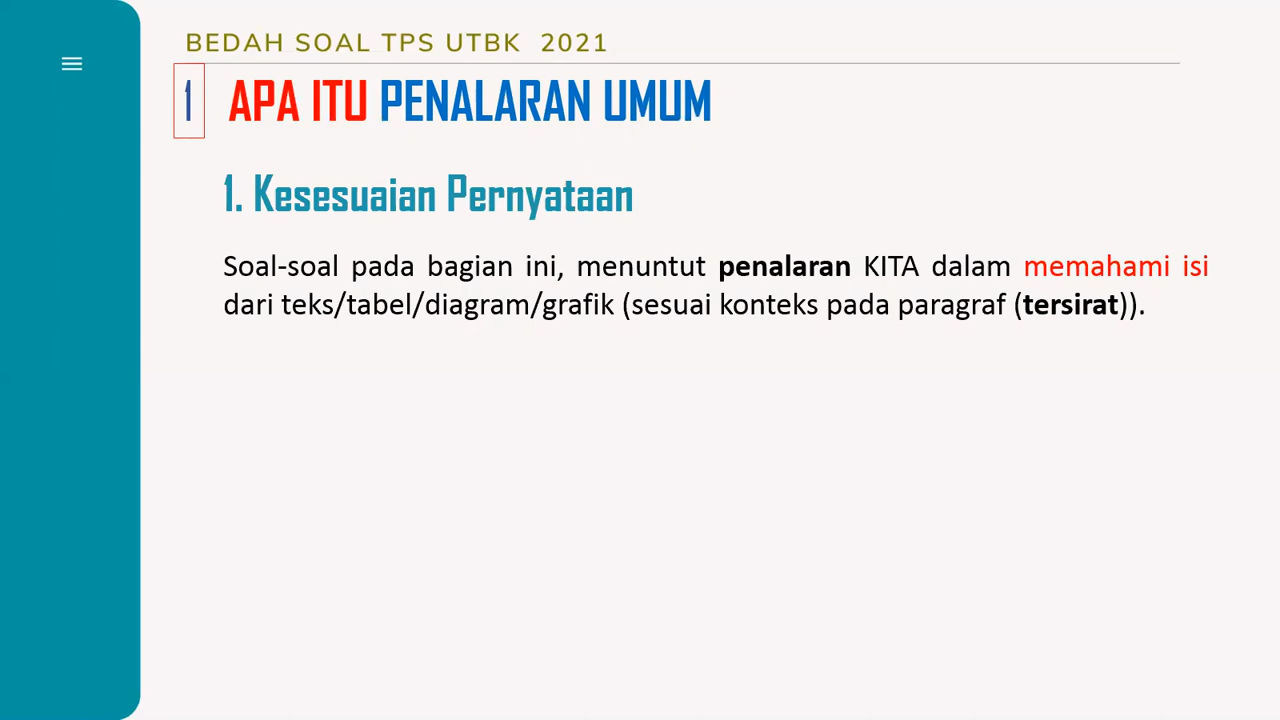 BEDAH SOAL TPS UTBK 2021
1 APA ITU PENALARAN UMUM
1. Kesesuaian Pernyataan
Soal-soal pada bagian ini, menuntut penalaran KITA dalam memahami isi
dari teks/tabel/diagram/grafik (sesuai konteks pada paragraf (tersirat)).